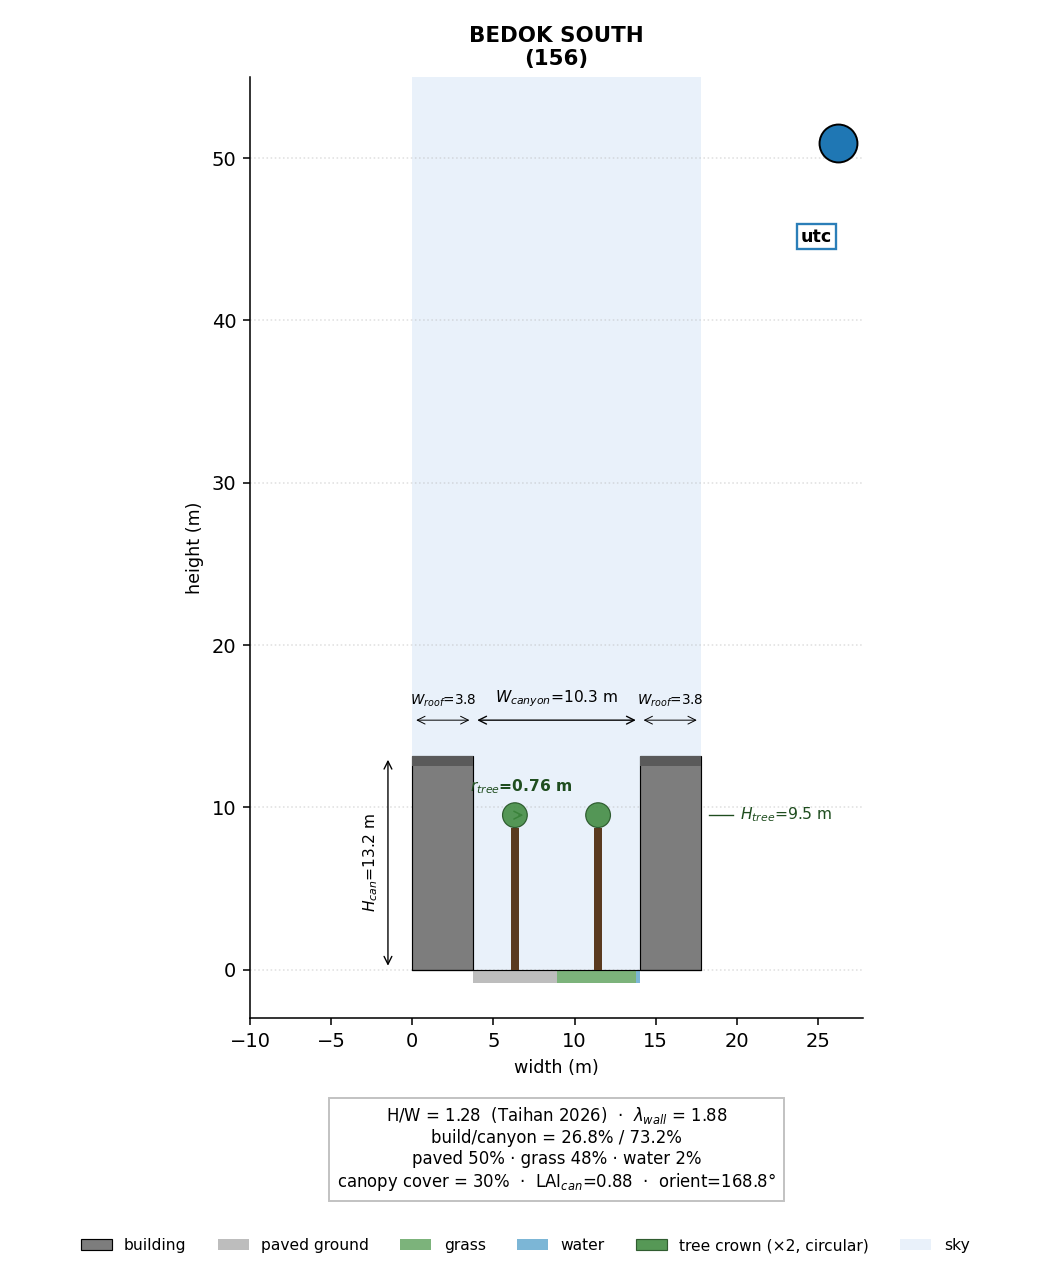 BEDOK SOUTH
(156)
50
utc
40
30
height (m)
20
W_roof=3.8
W_canyon=10.3 m
W_roof=3.8
r_tree=0.76 m
10
H_tree=9.5 m
H_can=13.2 m
0
−10 −5 0 5 10 15 20 25
width (m)
H/W = 1.28 (Taihan 2026) · λ_wall = 1.88
build/canyon = 26.8% / 73.2%
paved 50% · grass 48% · water 2%
canopy cover = 30% · LAI_can=0.88 · orient=168.8°
building paved ground grass water tree crown (×2, circular) sky